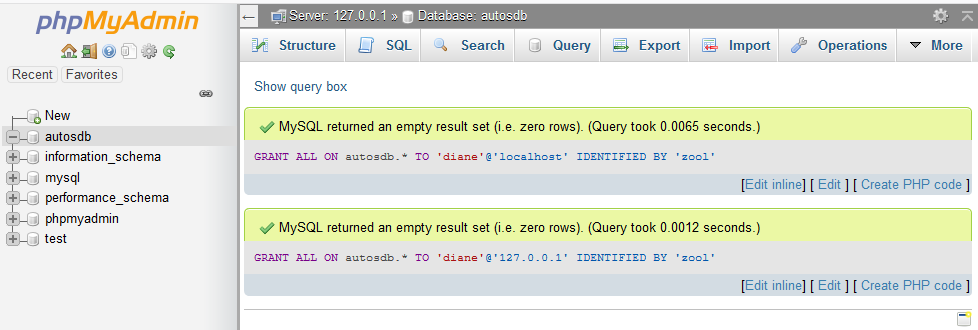 phpMyAdmin
Recent Favorites
New
autosdb
information_schema
mysql
performance_schema
phpmyadmin
test
Server: 127.0.0.1 » Database: autosdb
Structure SQL Search Query Export Import Operations More
Show query box
MySQL returned an empty result set (i.e. zero rows). (Query took 0.0065 seconds.)
GRANT ALL ON autosdb.* TO 'diane'@'localhost' IDENTIFIED BY 'zool'
[Edit inline] [ Edit ] [ Create PHP code ]
MySQL returned an empty result set (i.e. zero rows). (Query took 0.0012 seconds.)
GRANT ALL ON autosdb.* TO 'diane'@'127.0.0.1' IDENTIFIED BY 'zool'
[Edit inline] [ Edit ] [ Create PHP code ]